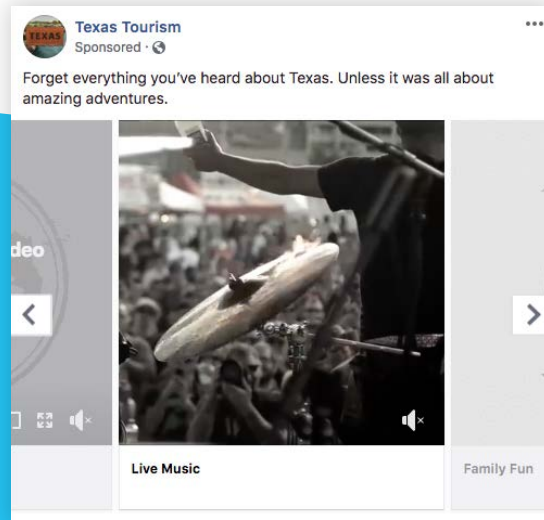 TEXAS
Texas Tourism
Sponsored ·
Forget everything you've heard about Texas. Unless it was all about
amazing adventures.
deo
Live Music
Family Fun